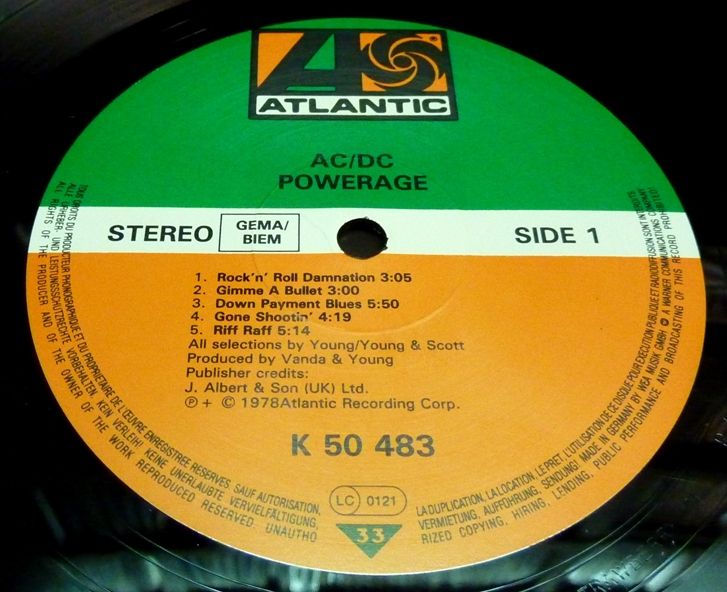 ATLANTIC
AC/DC
POWERAGE
STEREO GEMA/ BIEM SIDE 1
1. Rock'n' Roll Damnation 3:05
2. Gimme A Bullet 3:00
3. Down Payment Blues 5:50
4. Gone Shootin' 4:19
5. Riff Raff 5:14
All selections by Young/Young & Scott
Produced by Vanda & Young
Publisher credits:
J. Albert & Son (UK) Ltd.
℗ + © 1978Atlantic Recording Corp.
K 50 483
LC 0121
33
TOUS DROITS DU PRODUCTEUR PHONOGRAPHIQUE ET DU PROPRIETAIRE DE L'ŒUVRE ENREGISTREE RESERVES SAUF AUTORISATION,
LA DUPLICATION, LA LOCATION LE PRET, L'UTILISATION DE CE DISQUE POUR EXECUTION PUBLIQUE ET RADIODIFFUSION SONT INTERDITS
ALLE URHEBER- UND LEISTUNGSSCHUTZRECHTE VORBEHALTEN. KEIN VERLEIH! KEINE UNERLAUBTE VERVIELFÄLTIGUNG,
VERMIETUNG, AUFFÜHRUNG, SENDUNG! MADE IN GERMANY BY WEA MUSIK GMBH A WARNER COMMUNICATIONS COMPANY
ALL RIGHTS OF THE PRODUCER AND OF THE OWNER OF THE WORK REPRODUCED RESERVED UNAUTHO
RIZED COPYING, HIRING, LENDING, PUBLIC PERFORMANCE AND BROADCASTING OF THIS RECORD PROHIBITED